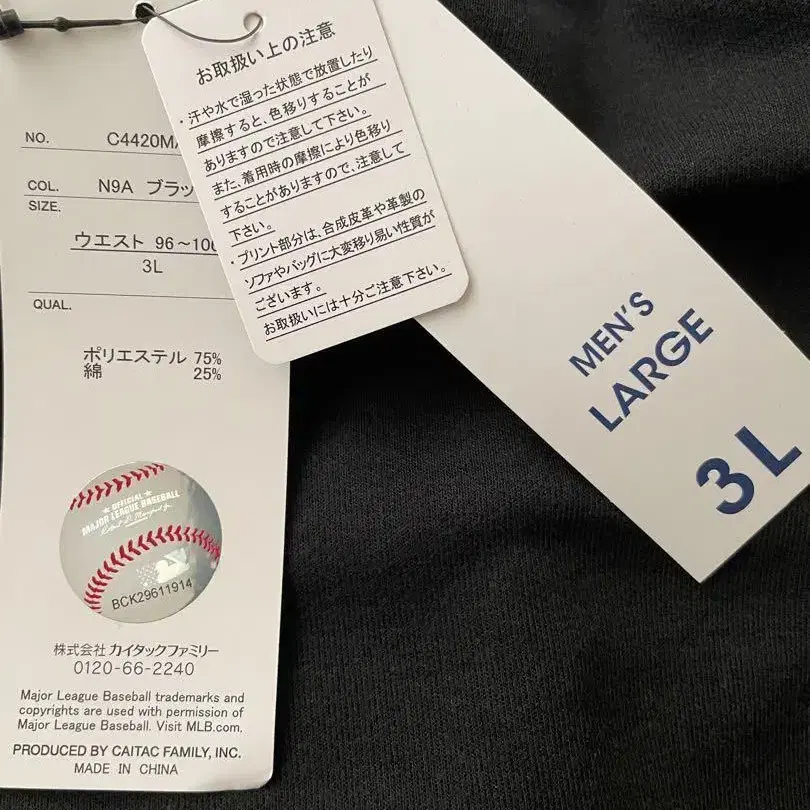 お取扱い上の注意
・汗や水で湿った状態で放置したり
摩擦すると、色移りすることが
ありますので注意して下さい。
また、着用時の摩擦により色移り
することがありますので、注意して
下さい。
・プリント部分は、合成皮革や革製の
ソファやバッグに大変移り易い性質が
ございます。
お取扱いには十分ご注意下さい。
NO. C4420MA
COL. N9A ブラッ
SIZE.
ウエスト 96~106
3L
QUAL.
ポリエステル 75%
綿 25%
OFFICIAL
MAJOR LEAGUE BASEBALL
BCK29611914
株式会社 カイタックファミリー
0120-66-2240
Major League Baseball trademarks and
copyrights are used with permission of
Major League Baseball. Visit MLB.com.
PRODUCED BY CAITAC FAMILY, INC.
MADE IN CHINA
MEN'S
LARGE
3L